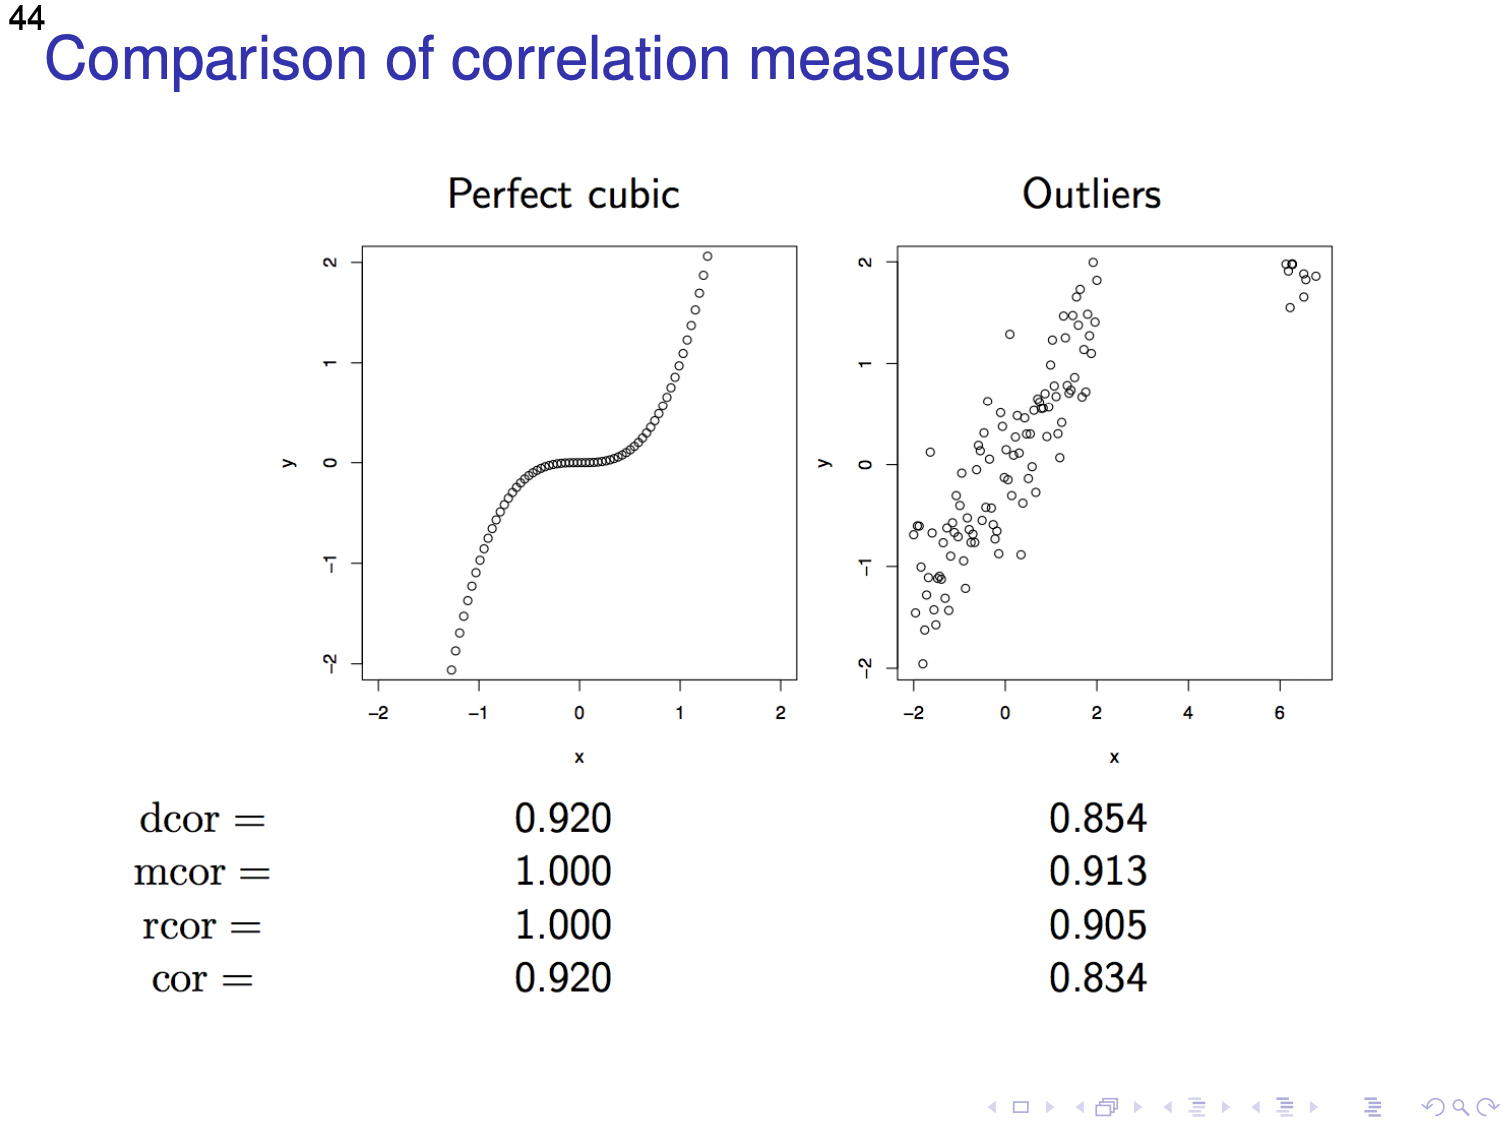 44
Comparison of correlation measures
Perfect cubic
Outliers
2
1
0
−1
−2
y
−2 −1 0 1 2
x
2
1
0
−1
−2
y
−2 0 2 4 6
x
dcor = 0.920 0.854
mcor = 1.000 0.913
rcor = 1.000 0.905
cor = 0.920 0.834